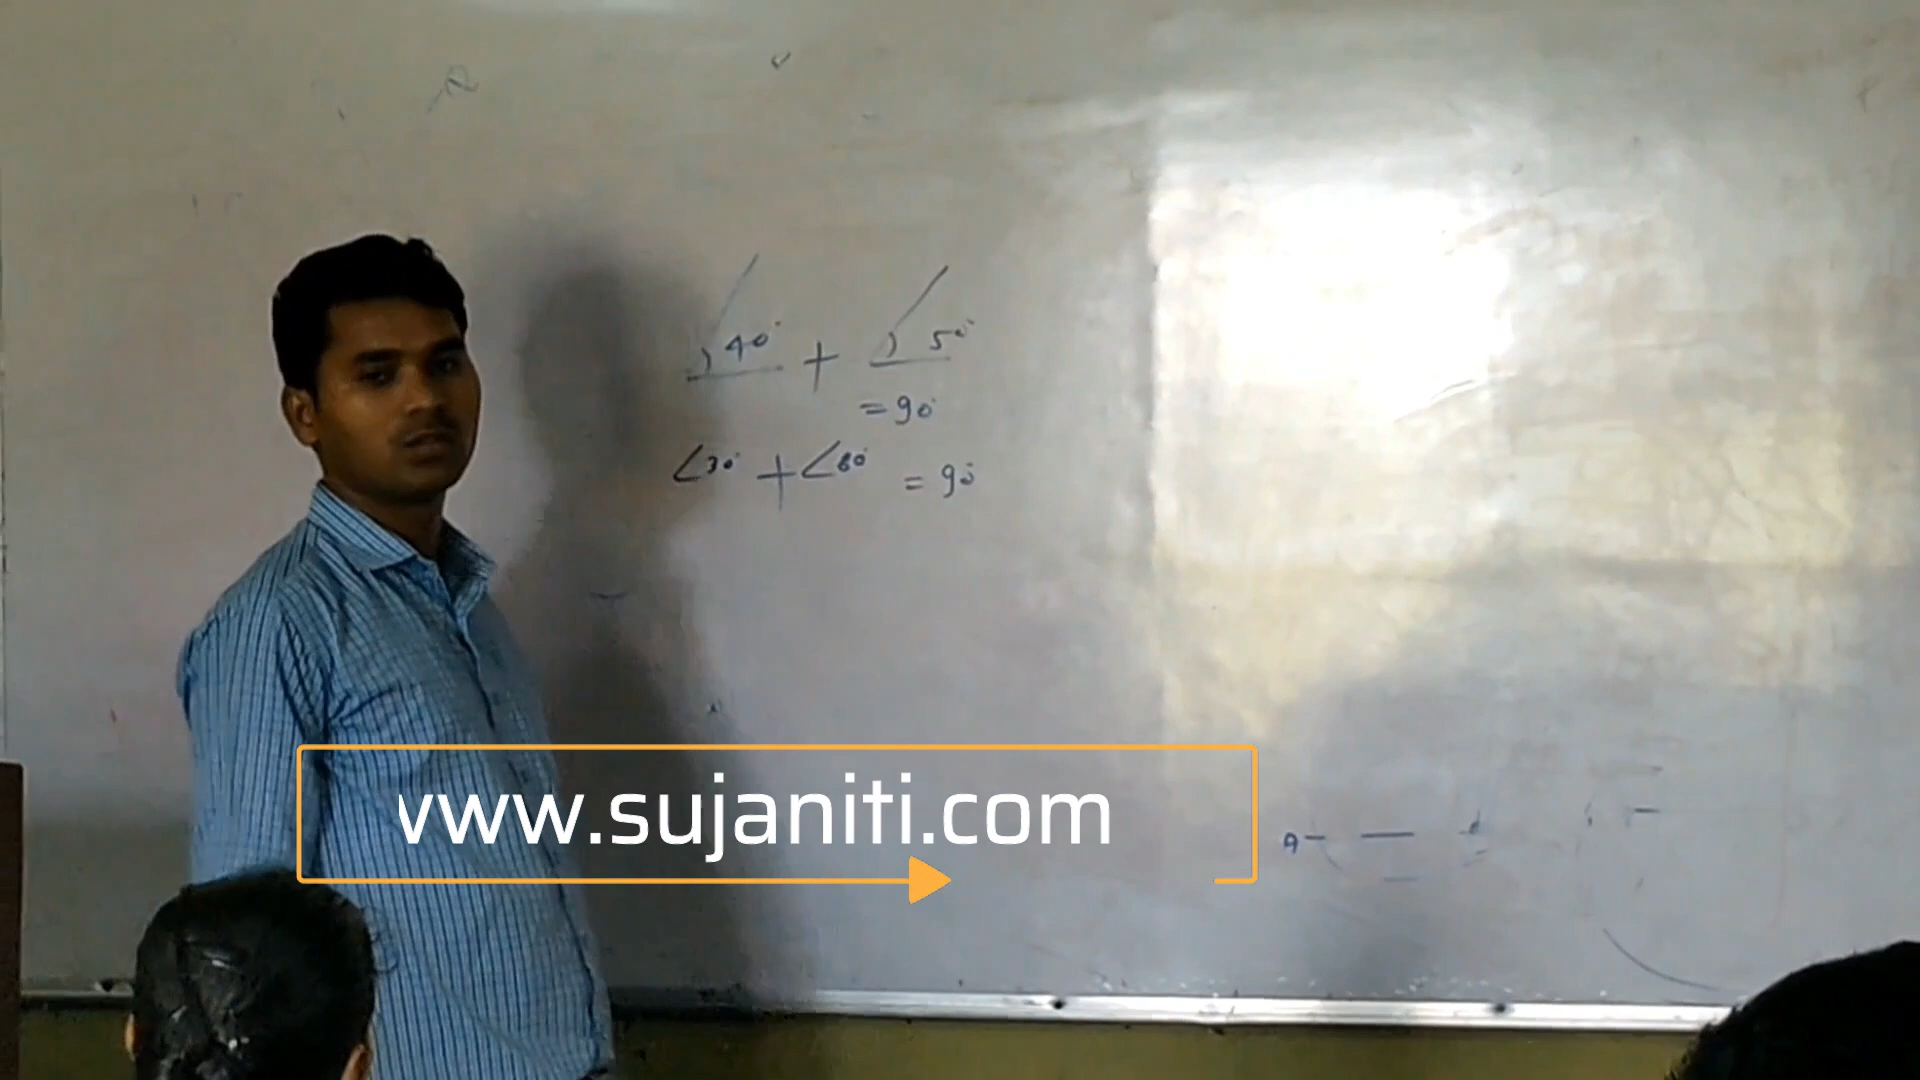 40° + 50°
= 90°
∠30° + ∠60° = 90°
www.sujaniti.com